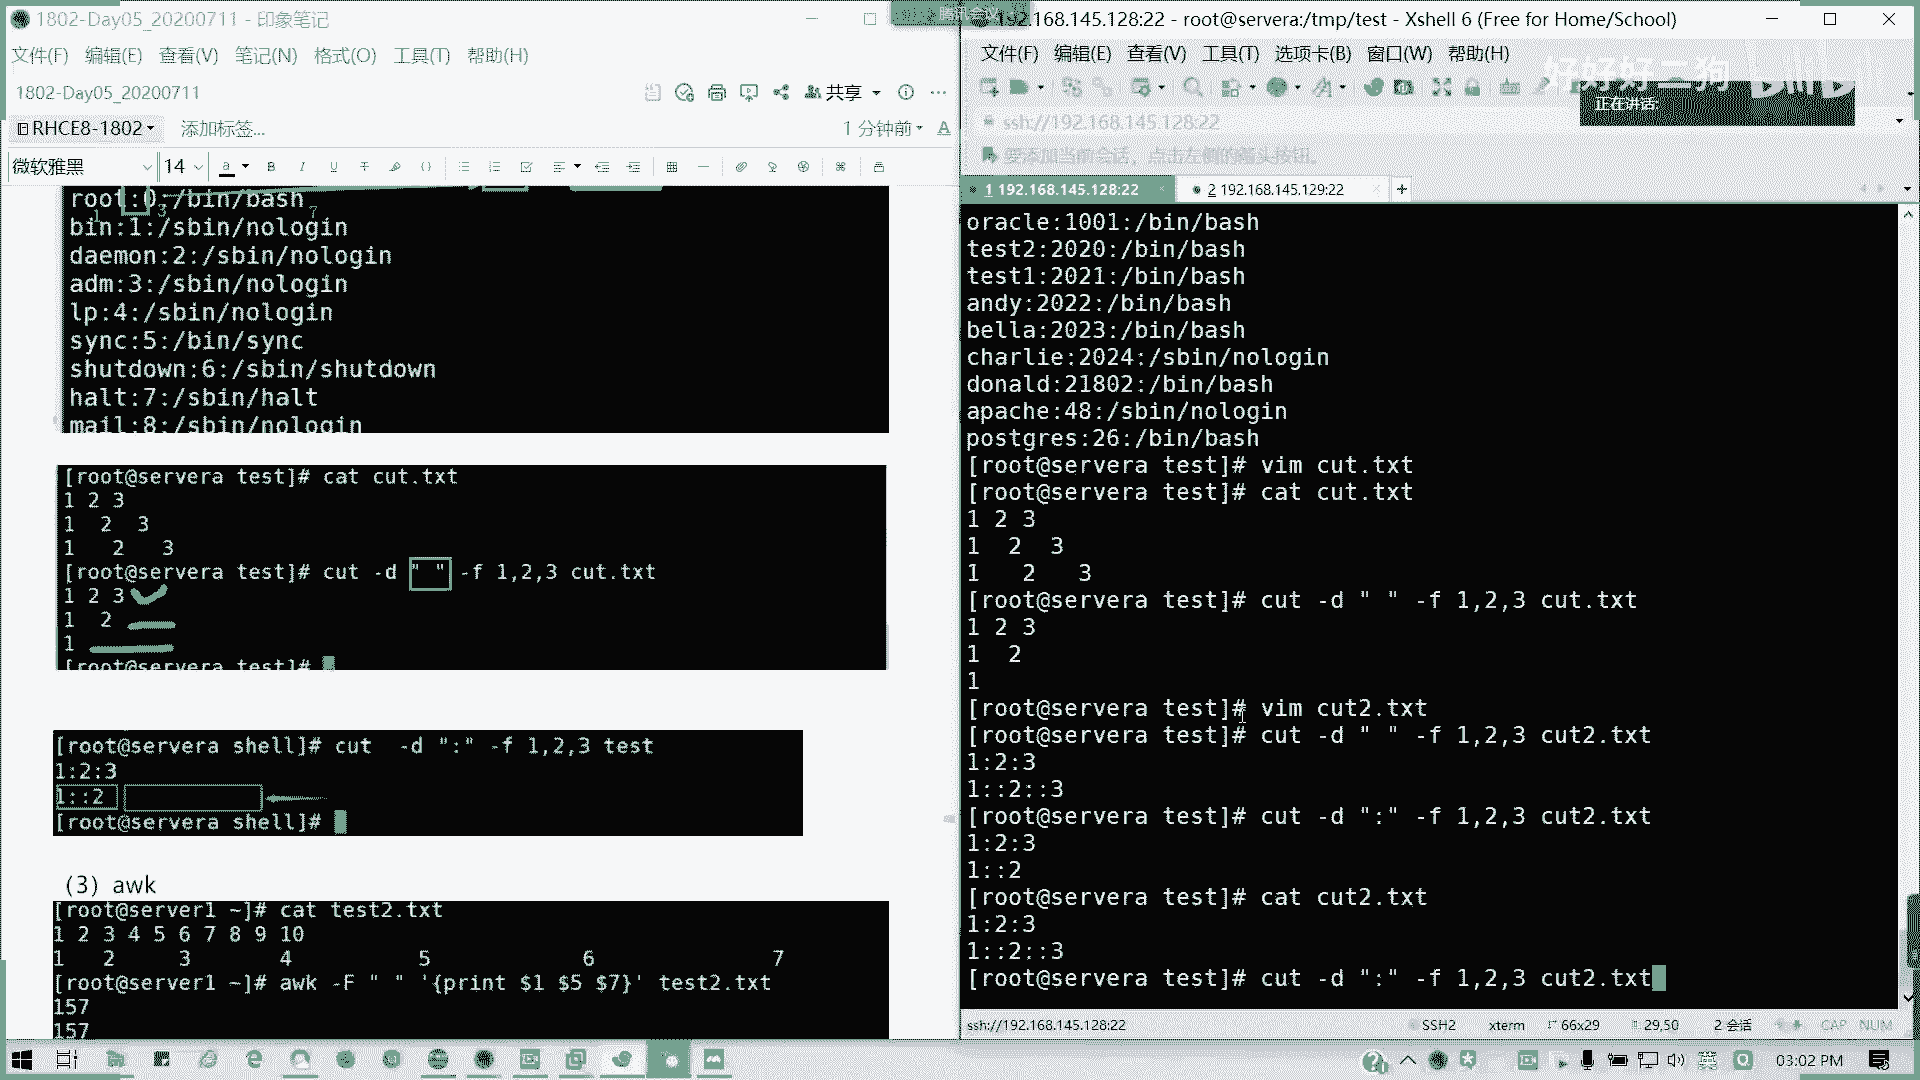 1802-Day05_20200711 - 印象笔记
文件(F) 编辑(E) 查看(V) 笔记(N) 格式(O) 工具(T) 帮助(H)
1802-Day05_20200711
共享
RHCE8-1802
添加标签...
1 分钟前
微软雅黑 14
root:0:/bin/bash
1 3 7
bin:1:/sbin/nologin
daemon:2:/sbin/nologin
adm:3:/sbin/nologin
lp:4:/sbin/nologin
sync:5:/bin/sync
shutdown:6:/sbin/shutdown
halt:7:/sbin/halt
mail:8:/sbin/nologin
[root@servera test]# cat cut.txt
1 2 3
1  2  3
1   2   3
[root@servera test]# cut -d " " -f 1,2,3 cut.txt
1 2 3
1  2
1
[root@servera test]#
[root@servera shell]# cut  -d ":" -f 1,2,3 test
1:2:3
1::2
[root@servera shell]#
（3）awk
[root@server1 ~]# cat test2.txt
1 2 3 4 5 6 7 8 9 10
1   2     3       4          5            6              7
[root@server1 ~]# awk -F " " '{print $1 $5 $7}' test2.txt
157
157
腾讯会议
192.168.145.128:22 - root@servera:/tmp/test - Xshell 6 (Free for Home/School)
文件(F) 编辑(E) 查看(V) 工具(T) 选项卡(B) 窗口(W) 帮助(H)
好好好二狗
正在讲话:
ssh://192.168.145.128:22
要添加当前会话，点击左侧的箭头按钮。
1 192.168.145.128:22
2 192.168.145.129:22
oracle:1001:/bin/bash
test2:2020:/bin/bash
test1:2021:/bin/bash
andy:2022:/bin/bash
bella:2023:/bin/bash
charlie:2024:/sbin/nologin
donald:21802:/bin/bash
apache:48:/sbin/nologin
postgres:26:/bin/bash
[root@servera test]# vim cut.txt
[root@servera test]# cat cut.txt
1 2 3
1  2  3
1   2   3
[root@servera test]# cut -d " " -f 1,2,3 cut.txt
1 2 3
1  2
1
[root@servera test]# vim cut2.txt
[root@servera test]# cut -d " " -f 1,2,3 cut2.txt
1:2:3
1::2::3
[root@servera test]# cut -d ":" -f 1,2,3 cut2.txt
1:2:3
1::2
[root@servera test]# cat cut2.txt
1:2:3
1::2::3
[root@servera test]# cut -d ":" -f 1,2,3 cut2.txt
ssh://192.168.145.128:22
SSH2
xterm
66x29
29,50
2 会话
CAP NUM
英
03:02 PM